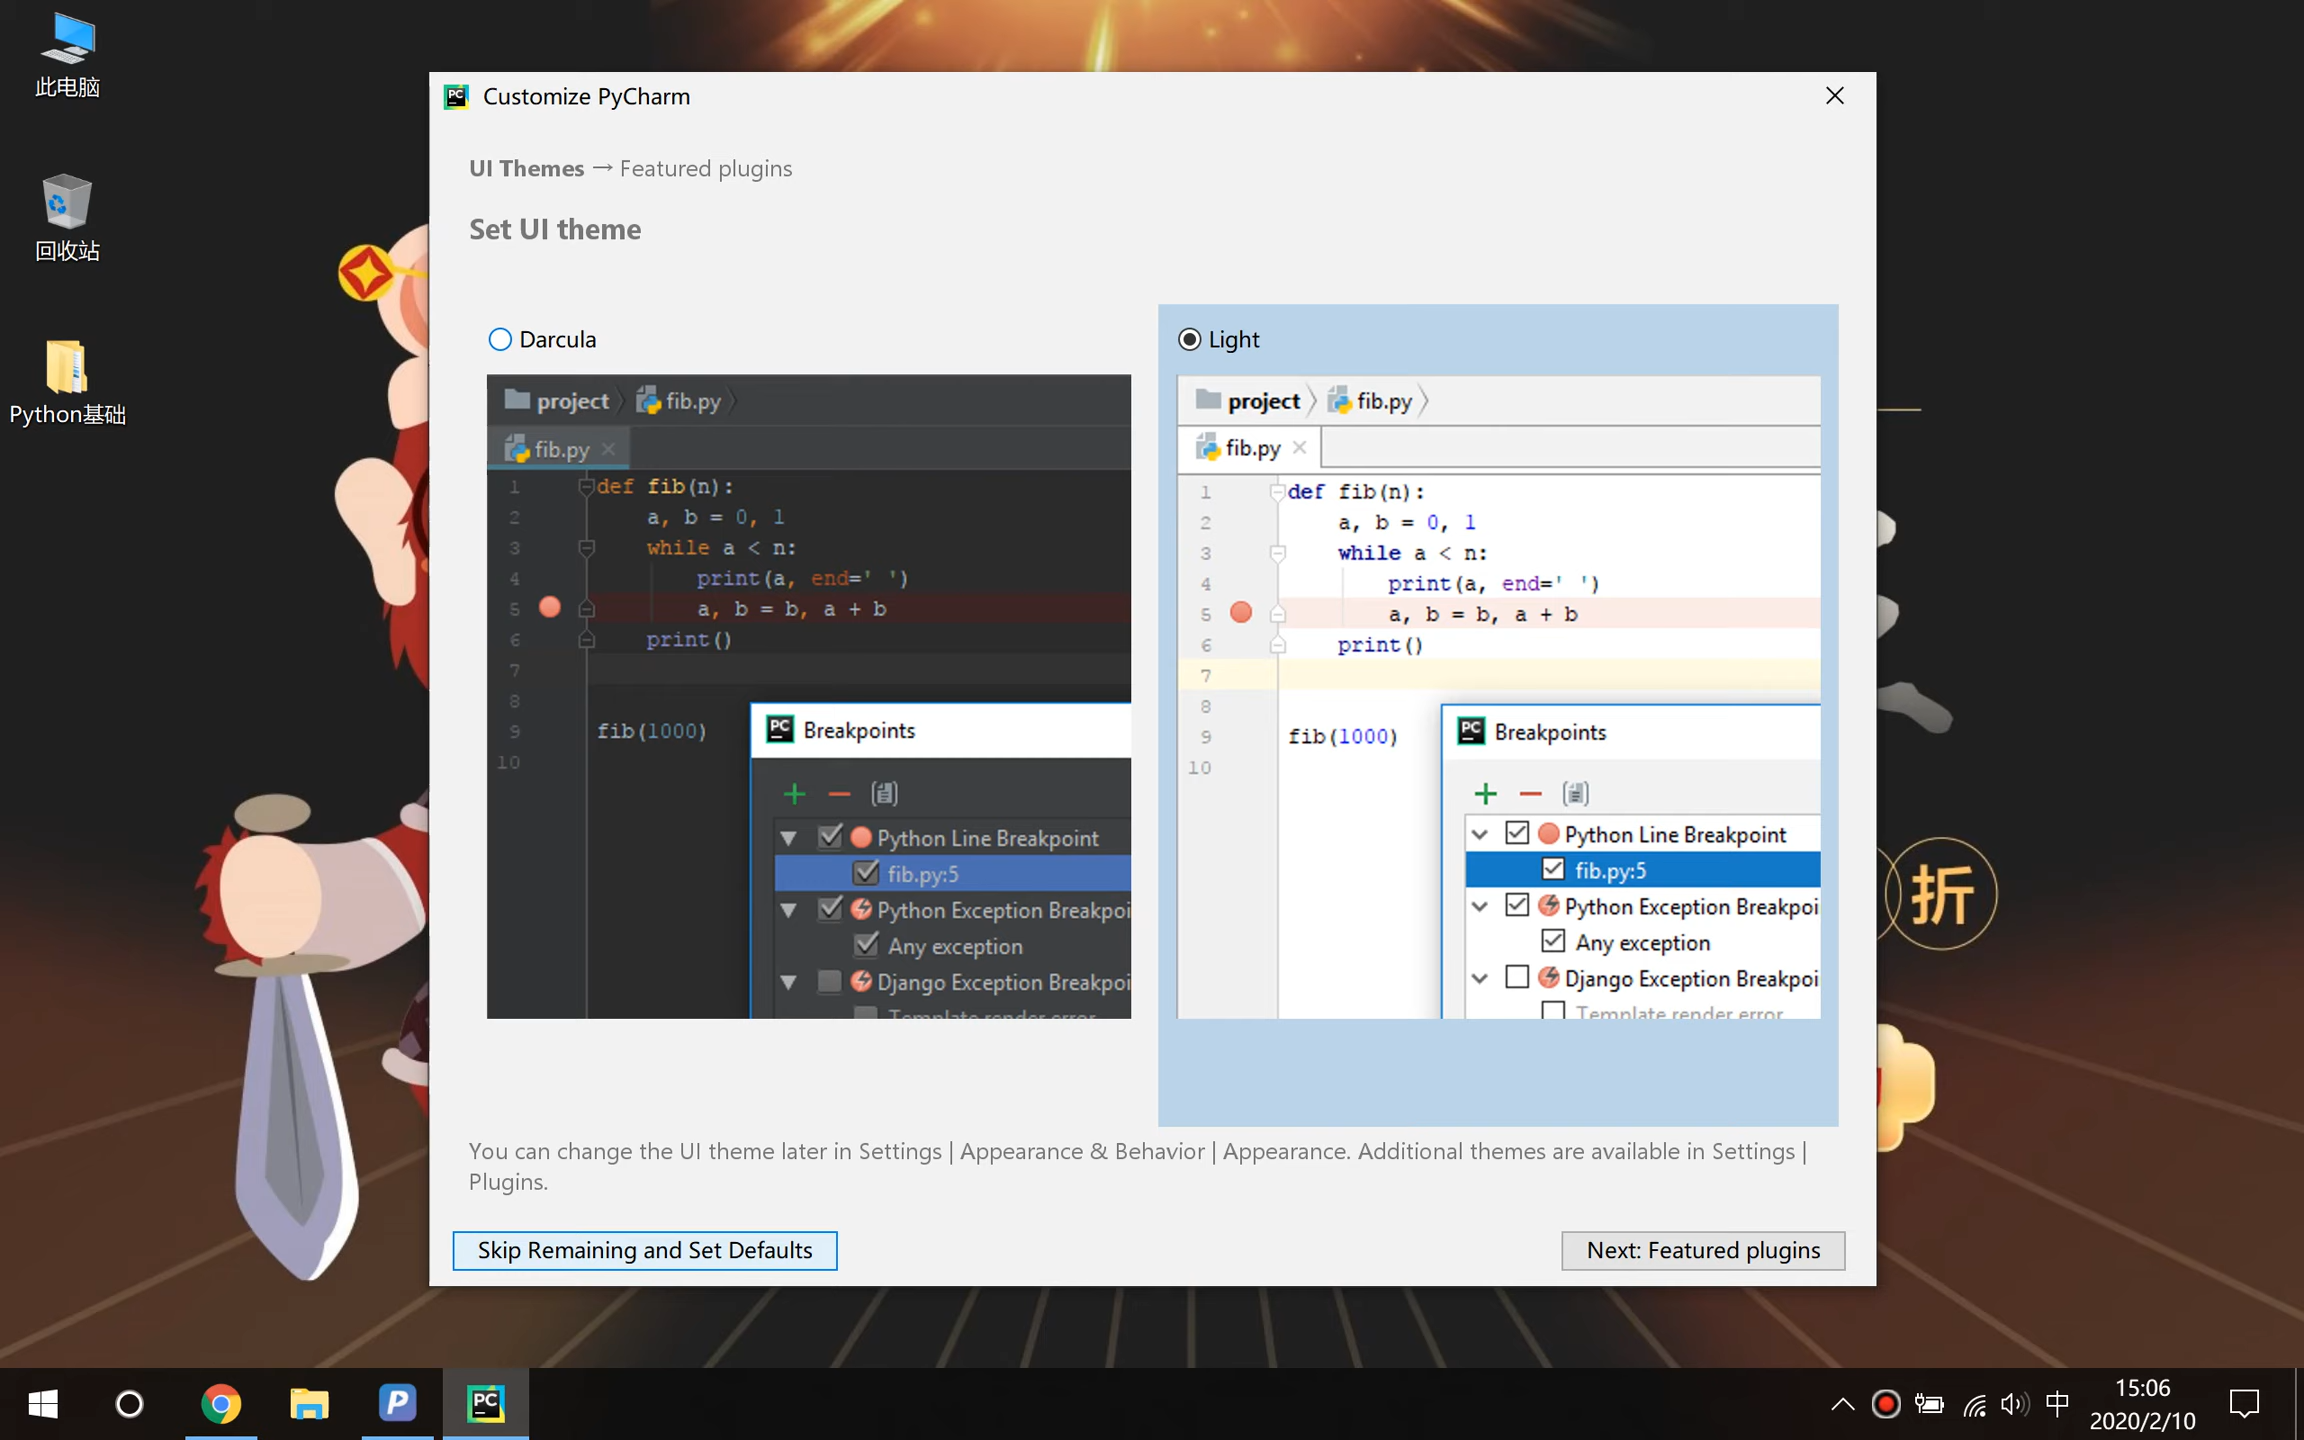 此电脑
回收站
Python基础
PC Customize PyCharm
UI Themes → Featured plugins
Set UI theme
Darcula
project fib.py
fib.py
1 def fib(n):
2 a, b = 0, 1
3 while a < n:
4 print(a, end=' ')
5 a, b = b, a + b
6 print()
7
8
9 fib(1000)
10
PC Breakpoints
Python Line Breakpoint
fib.py:5
Python Exception Breakpoi
Any exception
Django Exception Breakpoi
Template render error
Light
project fib.py
fib.py
1 def fib(n):
2 a, b = 0, 1
3 while a < n:
4 print(a, end=' ')
5 a, b = b, a + b
6 print()
7
8
9 fib(1000)
10
PC Breakpoints
Python Line Breakpoint
fib.py:5
Python Exception Breakpoi
Any exception
Django Exception Breakpoi
Template render error
折
You can change the UI theme later in Settings | Appearance & Behavior | Appearance. Additional themes are available in Settings |
Plugins.
Skip Remaining and Set Defaults
Next: Featured plugins
P
PC
中
15:06
2020/2/10